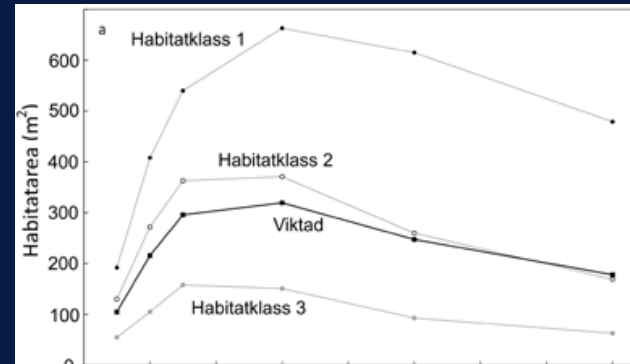 a
Habitatklass 1
600
500
Habitatarea (m²)
400
Habitatklass 2
300
Viktad
200
100
Habitatklass 3
0